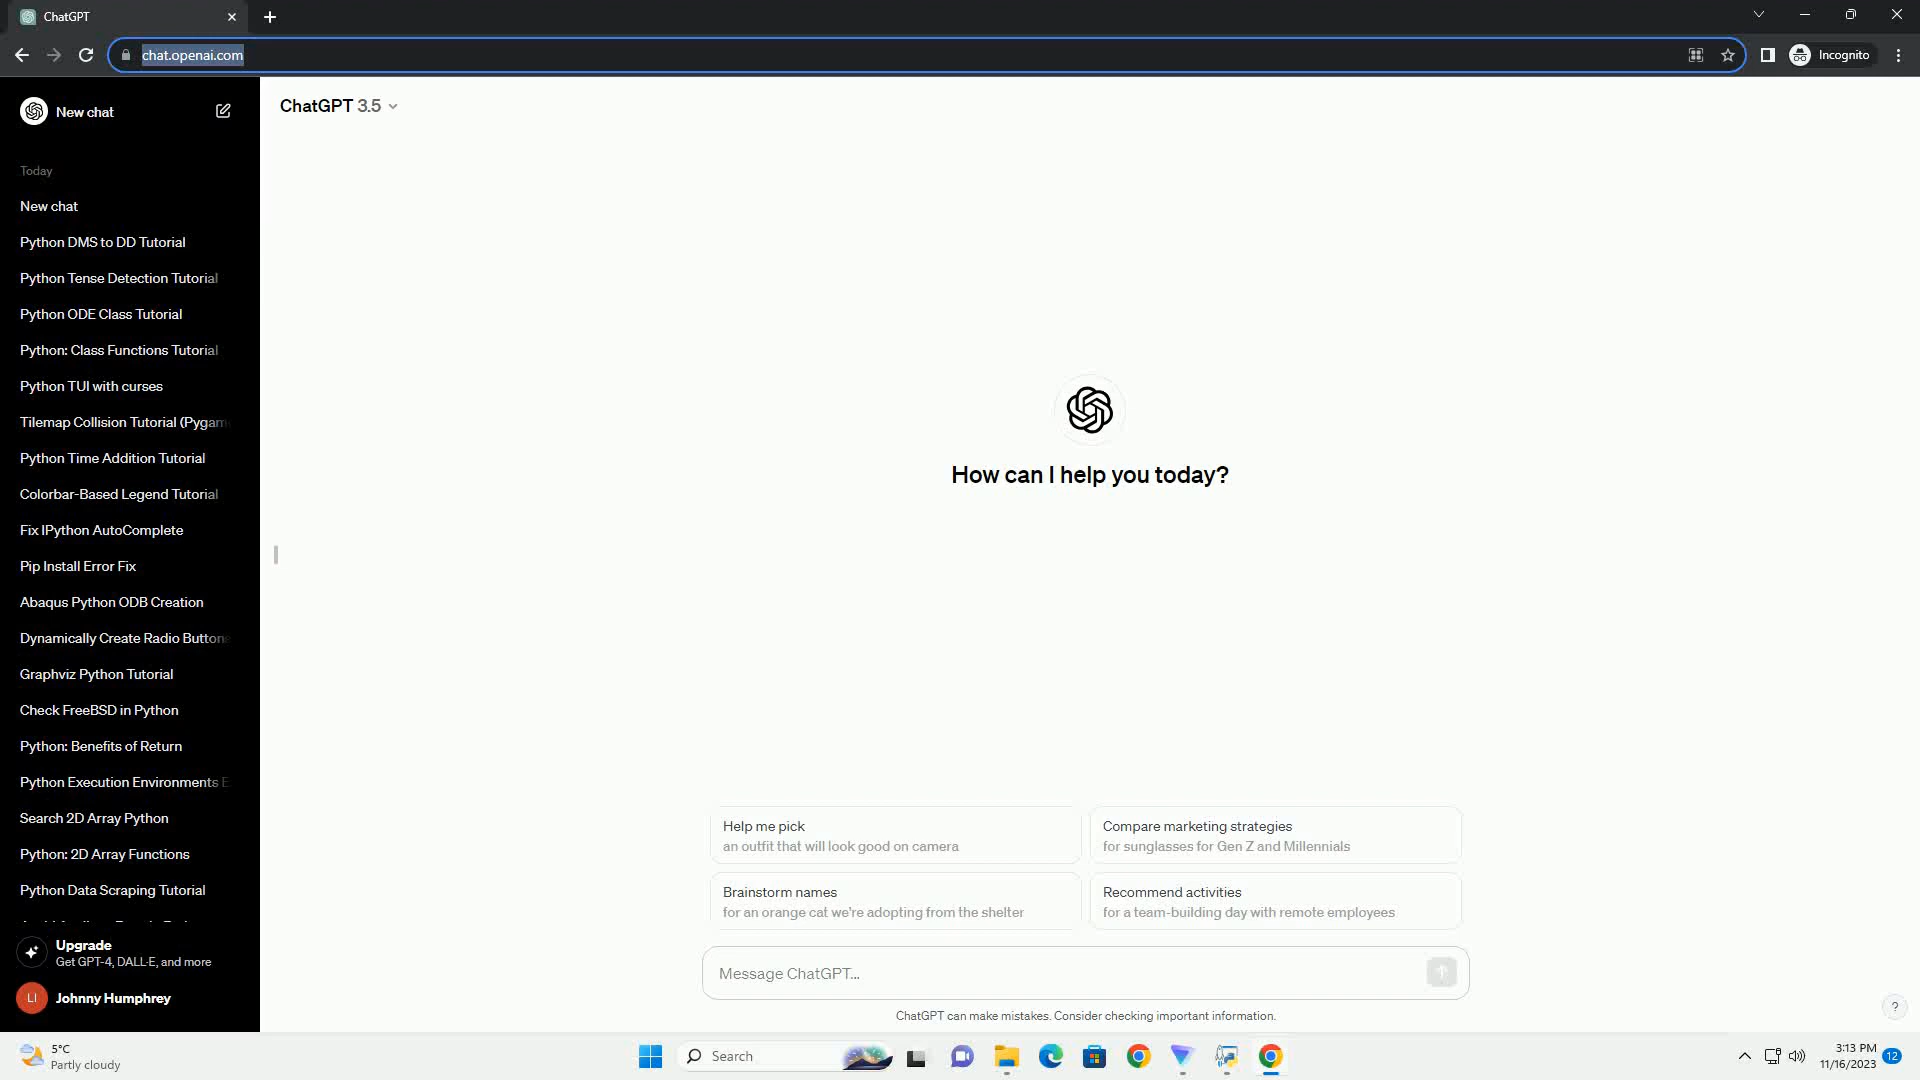 ChatGPT
chat.openai.com
Incognito
New chat
ChatGPT 3.5
Today
New chat
Python DMS to DD Tutorial
Python Tense Detection Tutorial
Python ODE Class Tutorial
Python: Class Functions Tutorial
Python TUI with curses
Tilemap Collision Tutorial (Pygam
Python Time Addition Tutorial
Colorbar-Based Legend Tutorial
Fix IPython AutoComplete
Pip Install Error Fix
Abaqus Python ODB Creation
Dynamically Create Radio Button
Graphviz Python Tutorial
Check FreeBSD in Python
Python: Benefits of Return
Python Execution Environments E
Search 2D Array Python
Python: 2D Array Functions
Python Data Scraping Tutorial
Upgrade
Get GPT-4, DALL·E, and more
LI
Johnny Humphrey
How can I help you today?
Help me pick
an outfit that will look good on camera
Compare marketing strategies
for sunglasses for Gen Z and Millennials
Brainstorm names
for an orange cat we're adopting from the shelter
Recommend activities
for a team-building day with remote employees
Message ChatGPT...
ChatGPT can make mistakes. Consider checking important information.
?
5°C
Partly cloudy
Search
3:13 PM
11/16/2023
12